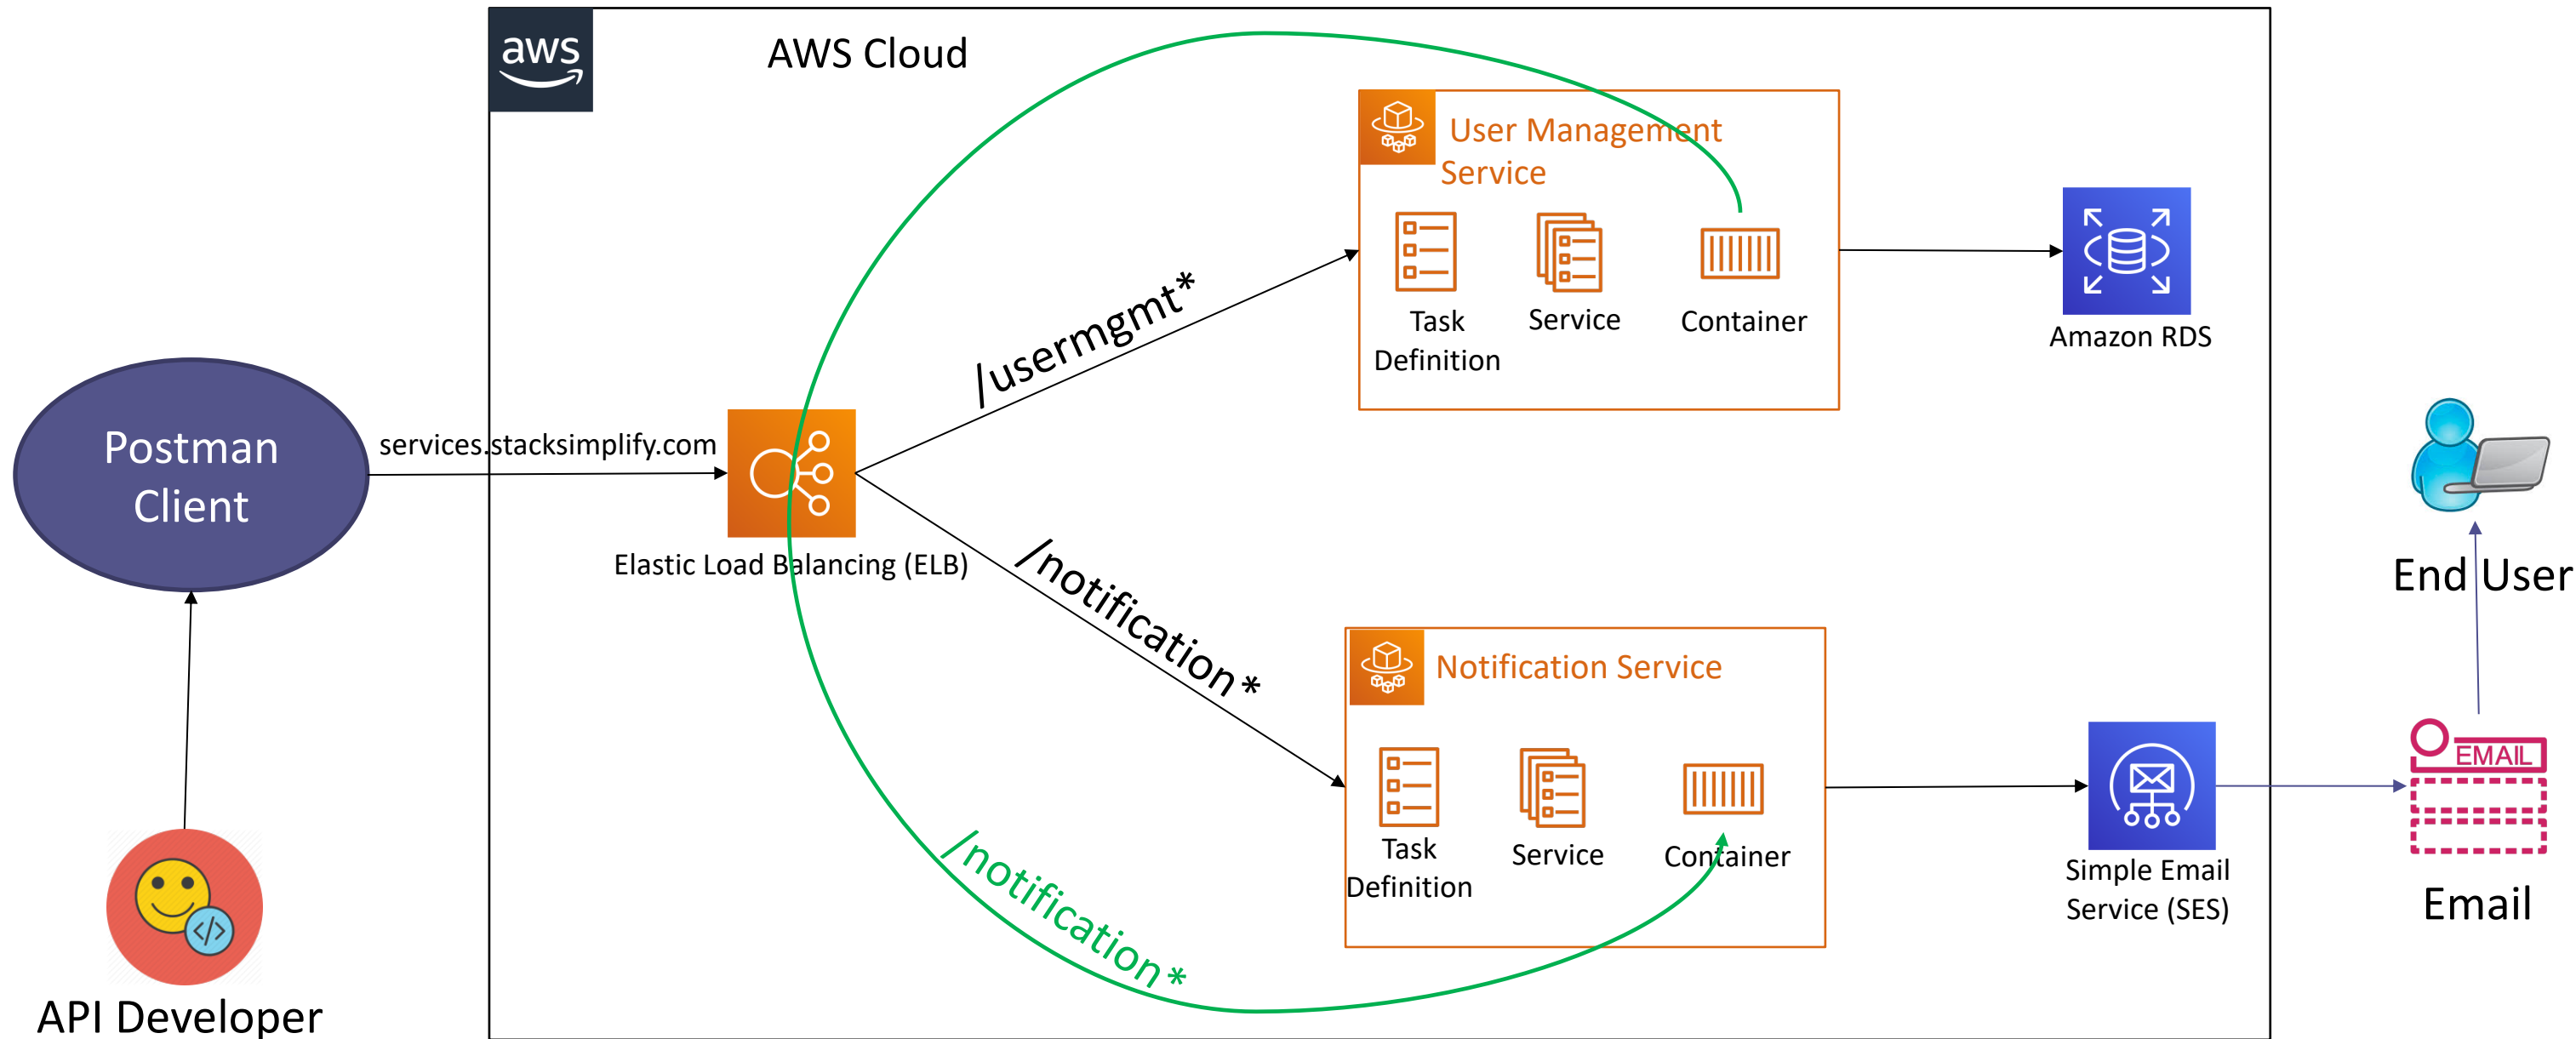 aws
AWS Cloud
User Management
Service
Task
Definition
Service
Container
Amazon RDS
/usermgmt*
Postman
Client
services.stacksimplify.com
Elastic Load Balancing (ELB)
/notification*
Notification Service
Task
Definition
Service
Container
Simple Email
Service (SES)
/notification*
End User
EMAIL
Email
</>
API Developer